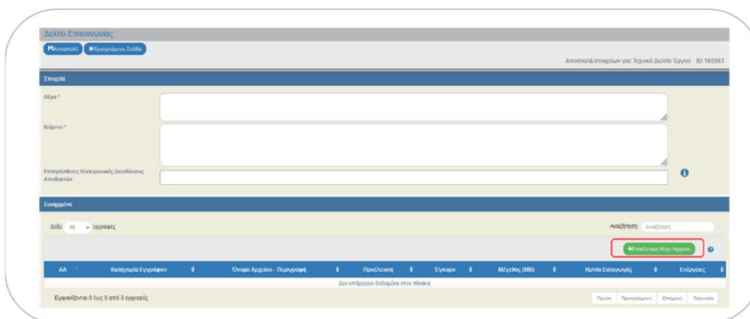 Δελτίο Επικοινωνίας
Αποστολή Προηγούμενη Σελίδα
Αποστολή στοιχείων για: Τεχνικό Δελτίο Έργου ID:
Στοιχεία
Θέμα *
Κείμενο *
Επιπρόσθετες Ηλεκτρονικές Διευθύνσεις
Αποδεκτών
Συνημμένα
Δείξε 10 εγγραφές
Αναζήτηση: Αναζήτηση
Επισύναψη Νέου Αρχείου
ΑΑ Κατηγορία Εγγράφου Όνομα Αρχείου - Περιγραφή Προέλευση Έγκυρο Μέγεθος (MB) Ημ/νία Εισαγωγής Ενέργειες
Δεν υπάρχουν δεδομένα στον πίνακα
Εμφανίζονται 0 έως 0 από 0 εγγραφές
Πρώτη Προηγούμενη Επόμενη Τελευταία